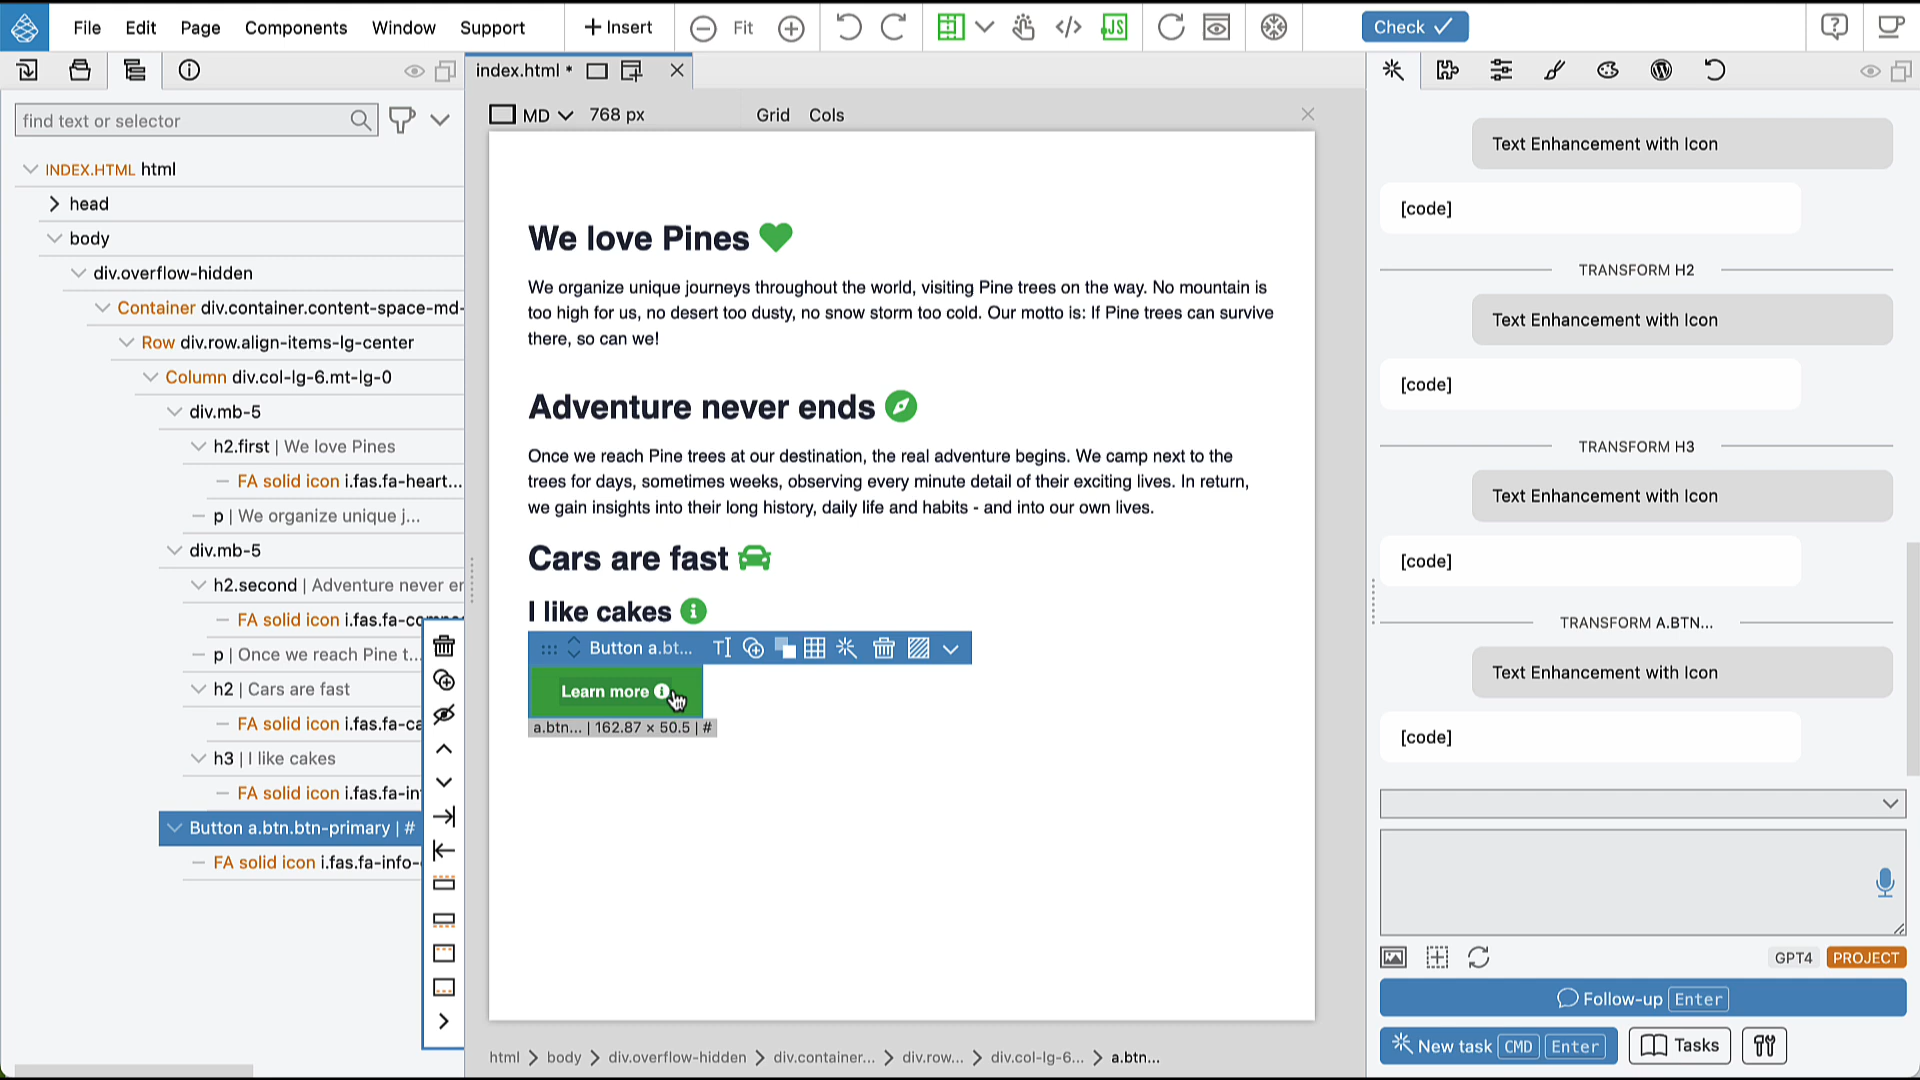 File Edit Page Components Window Support
+ Insert
Fit
JS
Check
index.html *
find text or selector
MD 768 px Grid Cols
INDEX.HTML html
head
body
div.overflow-hidden
Container div.container.content-space-md-
Row div.row.align-items-lg-center
Column div.col-lg-6.mt-lg-0
div.mb-5
h2.first | We love Pines
FA solid icon i.fas.fa-heart...
p | We organize unique j...
div.mb-5
h2.second | Adventure never er
FA solid icon i.fas.fa-compa
p | Once we reach Pine t...
h2 | Cars are fast
FA solid icon i.fas.fa-ca
h3 | I like cakes
FA solid icon i.fas.fa-in
Button a.btn.btn-primary | #
FA solid icon i.fas.fa-info-
We love Pines
We organize unique journeys throughout the world, visiting Pine trees on the way. No mountain is
too high for us, no desert too dusty, no snow storm too cold. Our motto is: If Pine trees can survive
there, so can we!
Adventure never ends
Once we reach Pine trees at our destination, the real adventure begins. We camp next to the
trees for days, sometimes weeks, observing every minute detail of their exciting lives. In return,
we gain insights into their long history, daily life and habits - and into our own lives.
Cars are fast
I like cakes
Button a.bt...
Learn more
a.btn... | 162.87 × 50.5 | #
html > body > div.overflow-hidden > div.container... > div.row... > div.col-lg-6... > a.btn...
Text Enhancement with Icon
[code]
TRANSFORM H2
Text Enhancement with Icon
[code]
TRANSFORM H3
Text Enhancement with Icon
[code]
TRANSFORM A.BTN...
Text Enhancement with Icon
[code]
GPT4 PROJECT
Follow-up Enter
New task CMD Enter Tasks